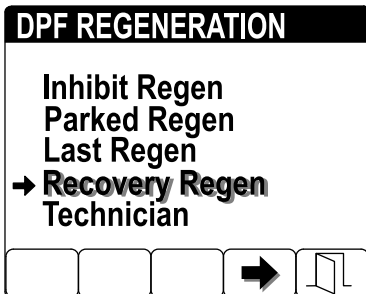 DPF REGENERATION
Inhibit Regen
Parked Regen
Last Regen
Recovery Regen
Technician